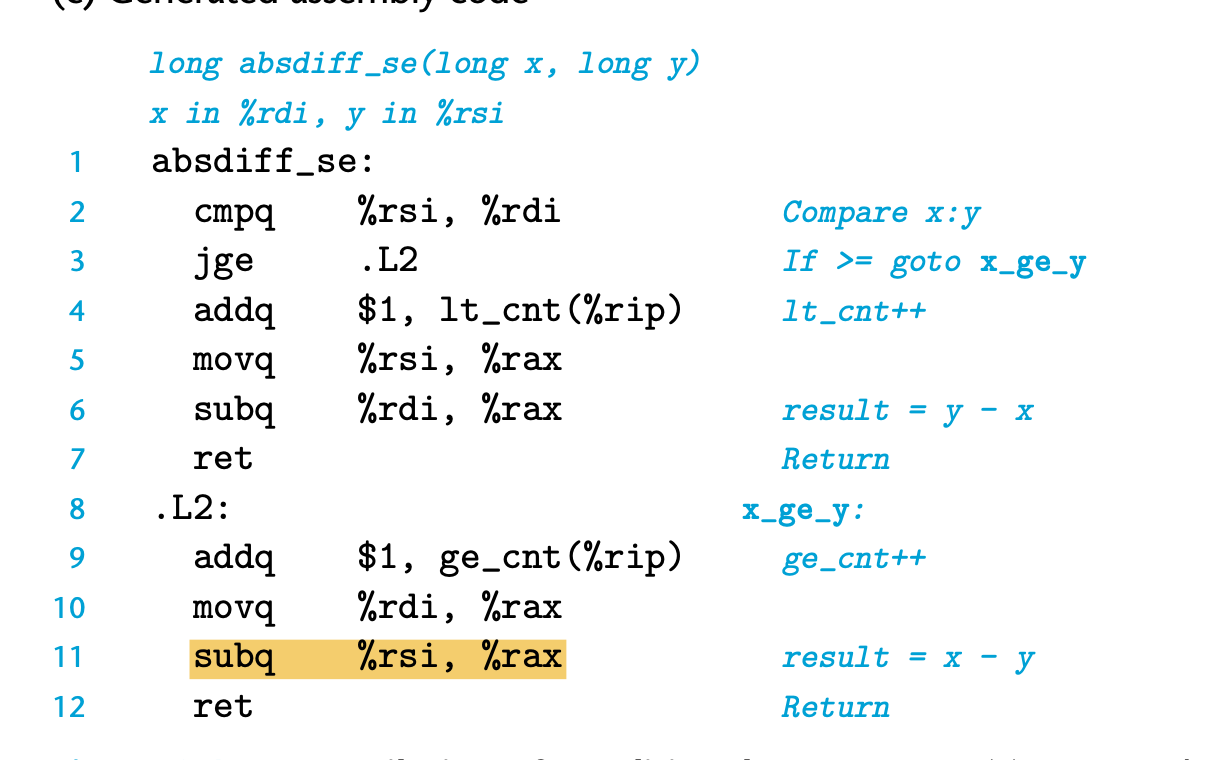 (c) Generated assembly code
long absdiff_se(long x, long y)
x in %rdi, y in %rsi
1 absdiff_se:
2 cmpq %rsi, %rdi Compare x:y
3 jge .L2 If >= goto x_ge_y
4 addq $1, lt_cnt(%rip) lt_cnt++
5 movq %rsi, %rax
6 subq %rdi, %rax result = y - x
7 ret Return
8 .L2: x_ge_y:
9 addq $1, ge_cnt(%rip) ge_cnt++
10 movq %rdi, %rax
11 subq %rsi, %rax result = x - y
12 ret Return